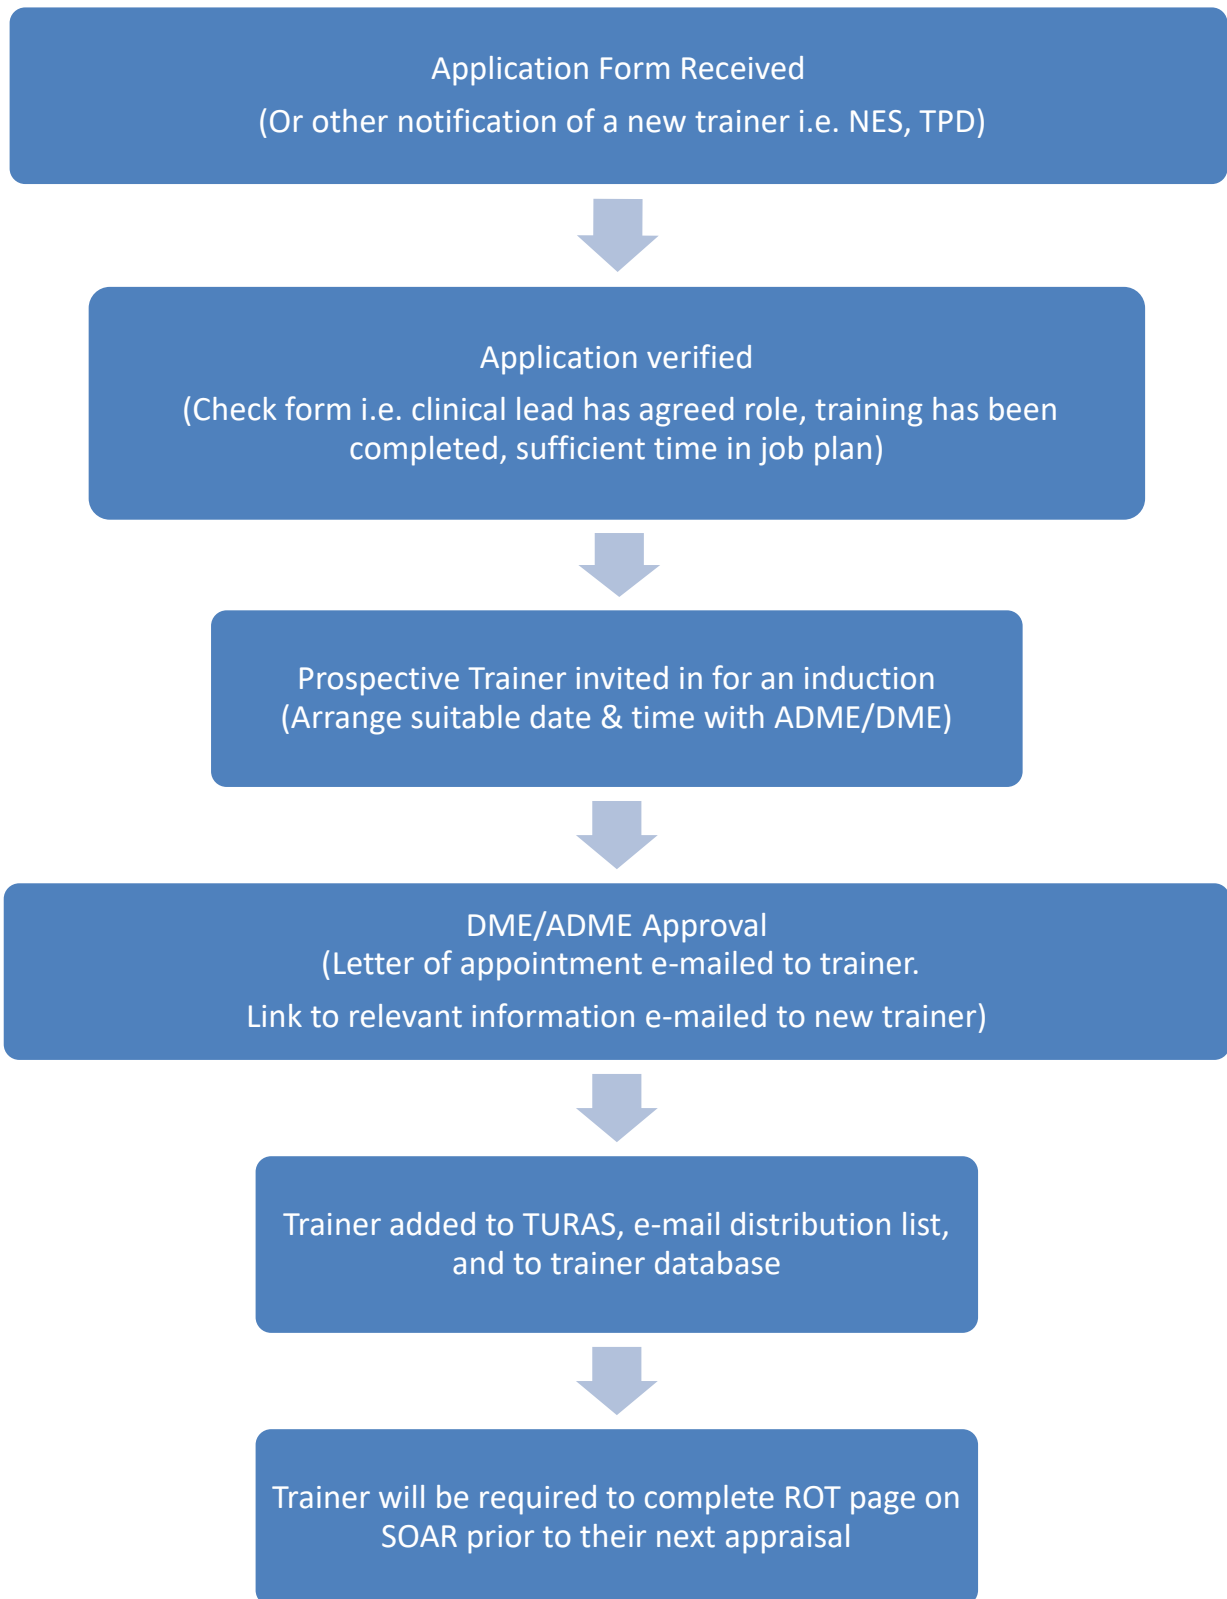 Application Form Received
(Or other notification of a new trainer i.e. NES, TPD)
Application verified
(Check form i.e. clinical lead has agreed role, training has been
completed, sufficient time in job plan)
Prospective Trainer invited in for an induction
(Arrange suitable date & time with ADME/DME)
DME/ADME Approval
(Letter of appointment e-mailed to trainer.
Link to relevant information e-mailed to new trainer)
Trainer added to TURAS, e-mail distribution list,
and to trainer database
Trainer will be required to complete ROT page on
SOAR prior to their next appraisal